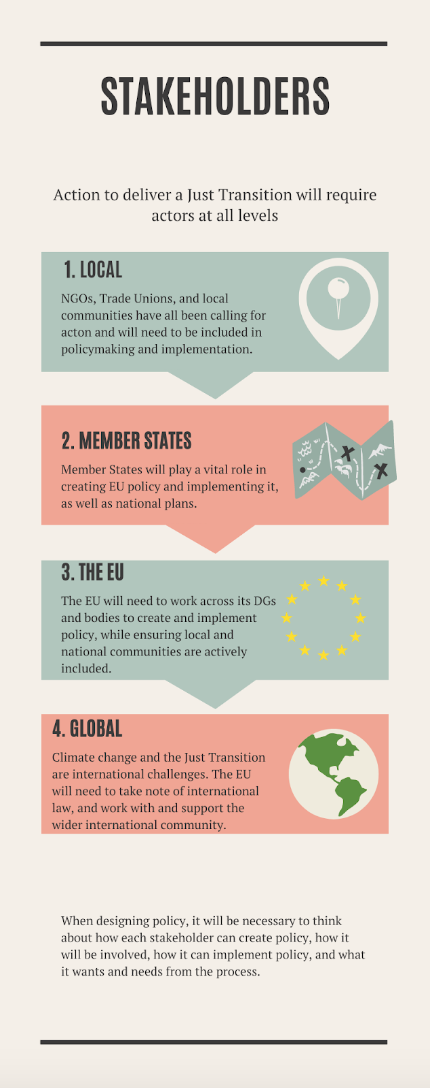 STAKEHOLDERS
Action to deliver a Just Transition will require
actors at all levels
1. LOCAL
NGOs, Trade Unions, and local
communities have all been calling for
acton and will need to be included in
policymaking and implementation.
2. MEMBER STATES
Member States will play a vital role in
creating EU policy and implementing it,
as well as national plans.
3. THE EU
The EU will need to work across its DGs
and bodies to create and implement
policy, while ensuring local and
national communities are actively
included.
4. GLOBAL
Climate change and the Just Transition
are international challenges. The EU
will need to take note of international
law, and work with and support the
wider international community.
When designing policy, it will be necessary to think
about how each stakeholder can create policy, how it
will be involved, how it can implement policy, and what
it wants and needs from the process.